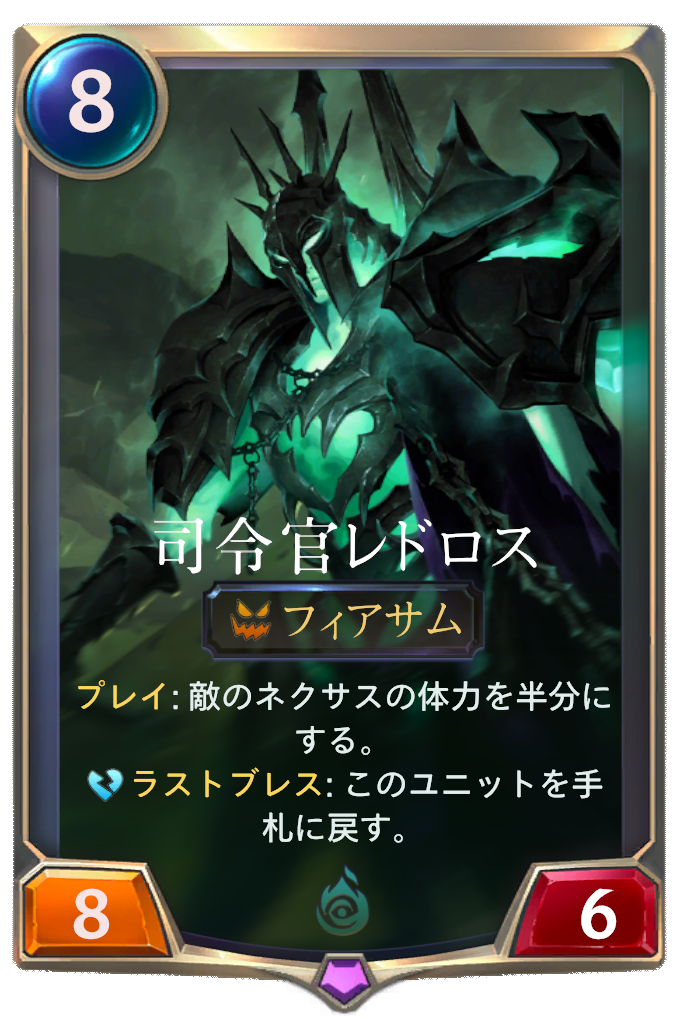 8
司令官レドロス
フィアサム
プレイ: 敵のネクサスの体力を半分に
する。
ラストブレス: このユニットを手
札に戻す。
8
6